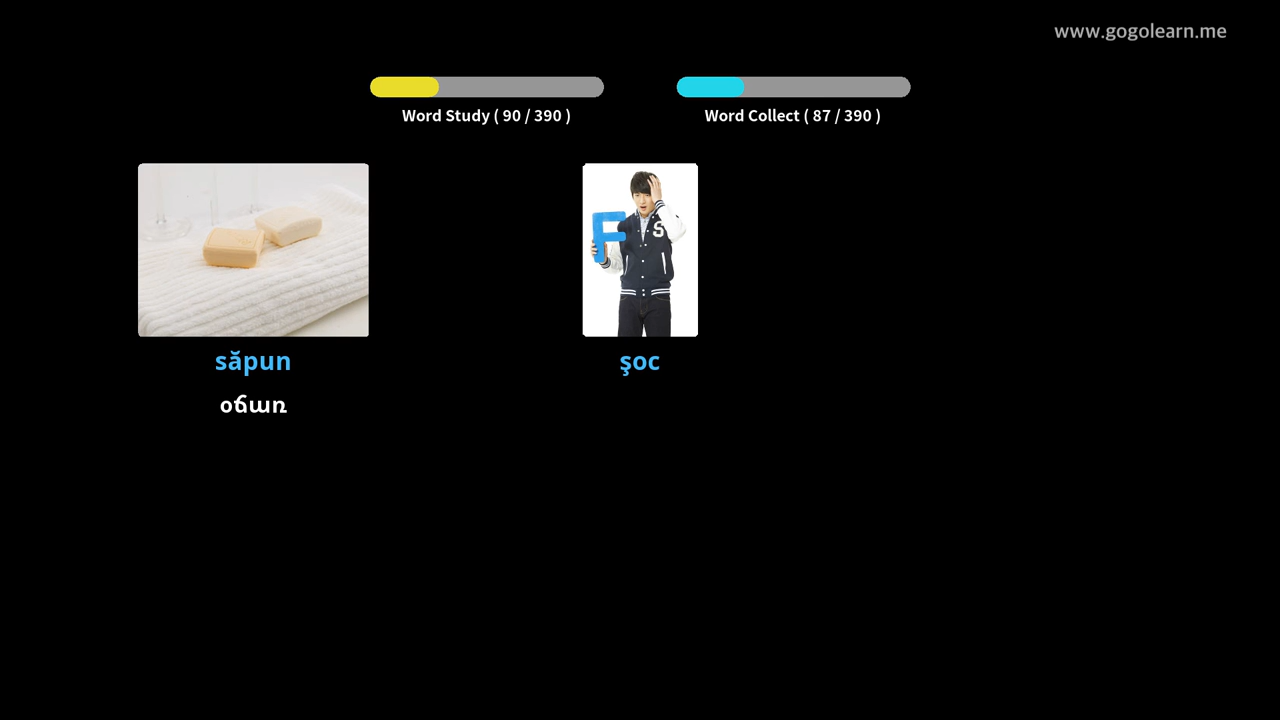 www.gogolearn.me
Word Study ( 90 / 390 )
Word Collect ( 87 / 390 )
F
S
săpun
şoc
օճառ